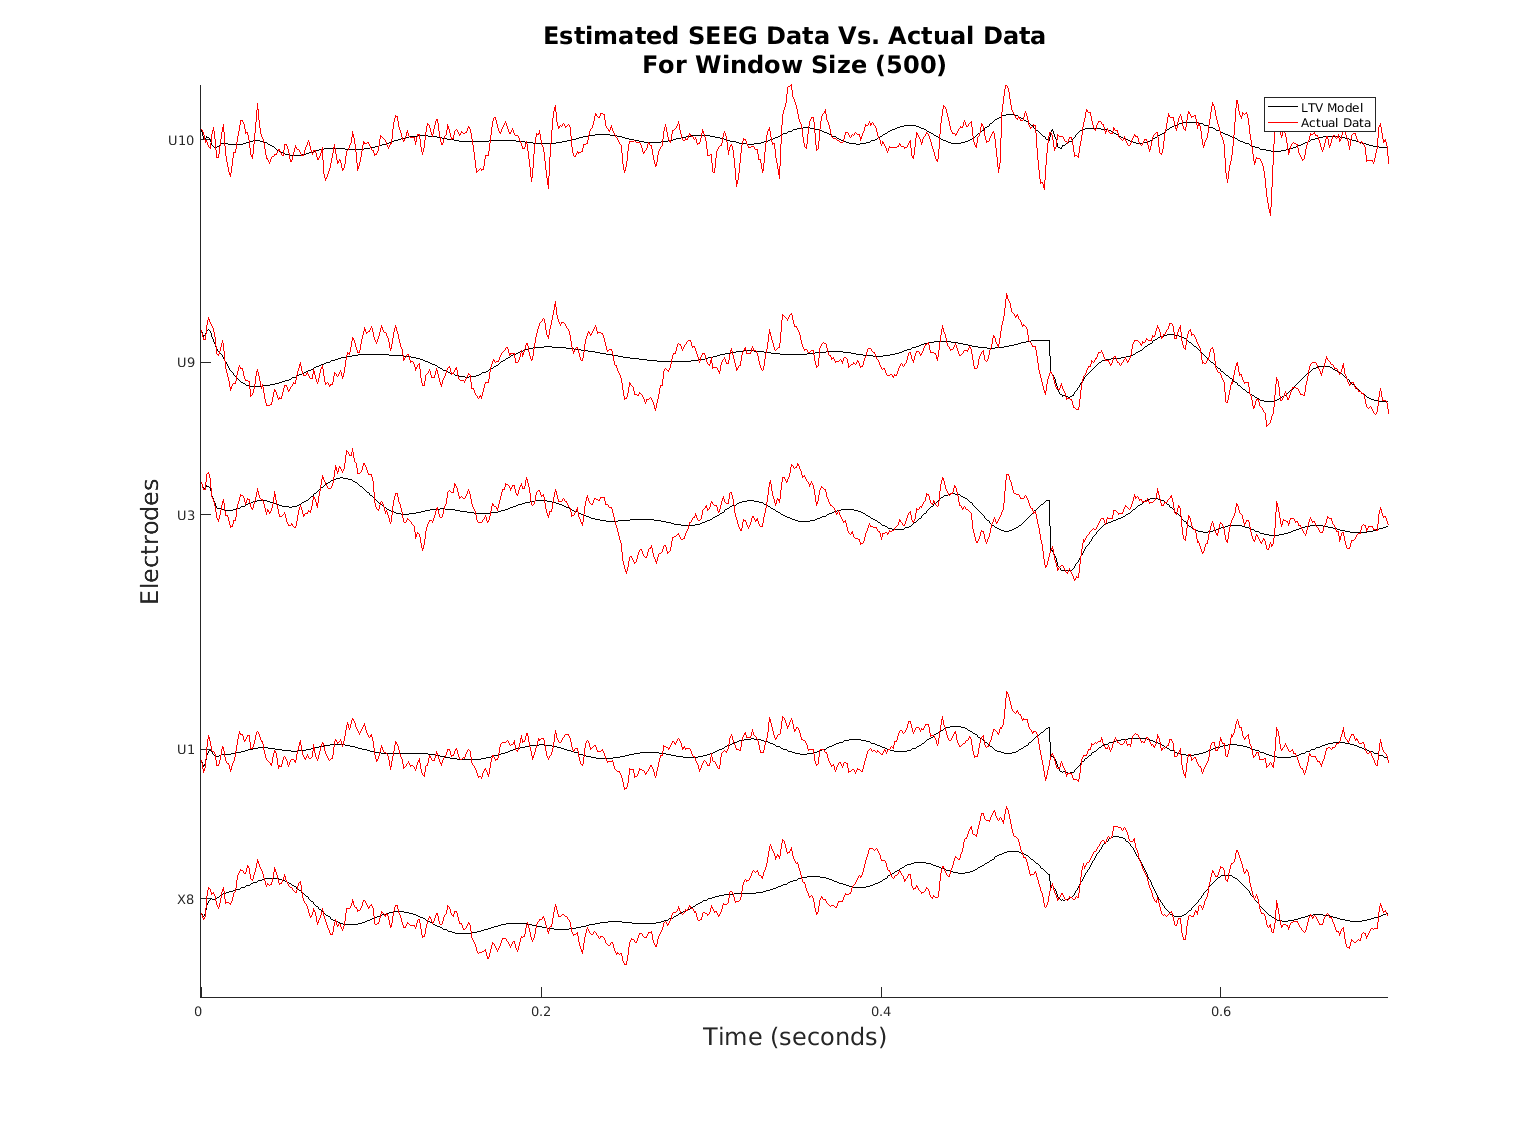 Estimated SEEG Data Vs. Actual Data
For Window Size (500)
LTV Model
Actual Data
U10
U9
U3
U1
X8
Electrodes
0
0.2
0.4
0.6
Time (seconds)